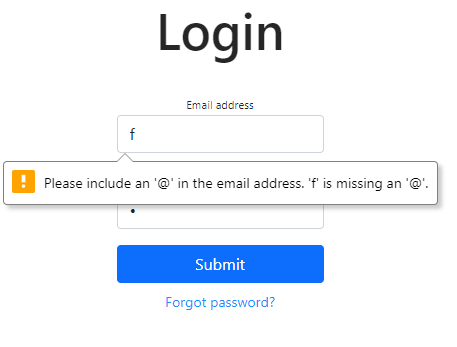 Login
Email address
f
Please include an '@' in the email address. 'f' is missing an '@'.
•
Submit
Forgot password?